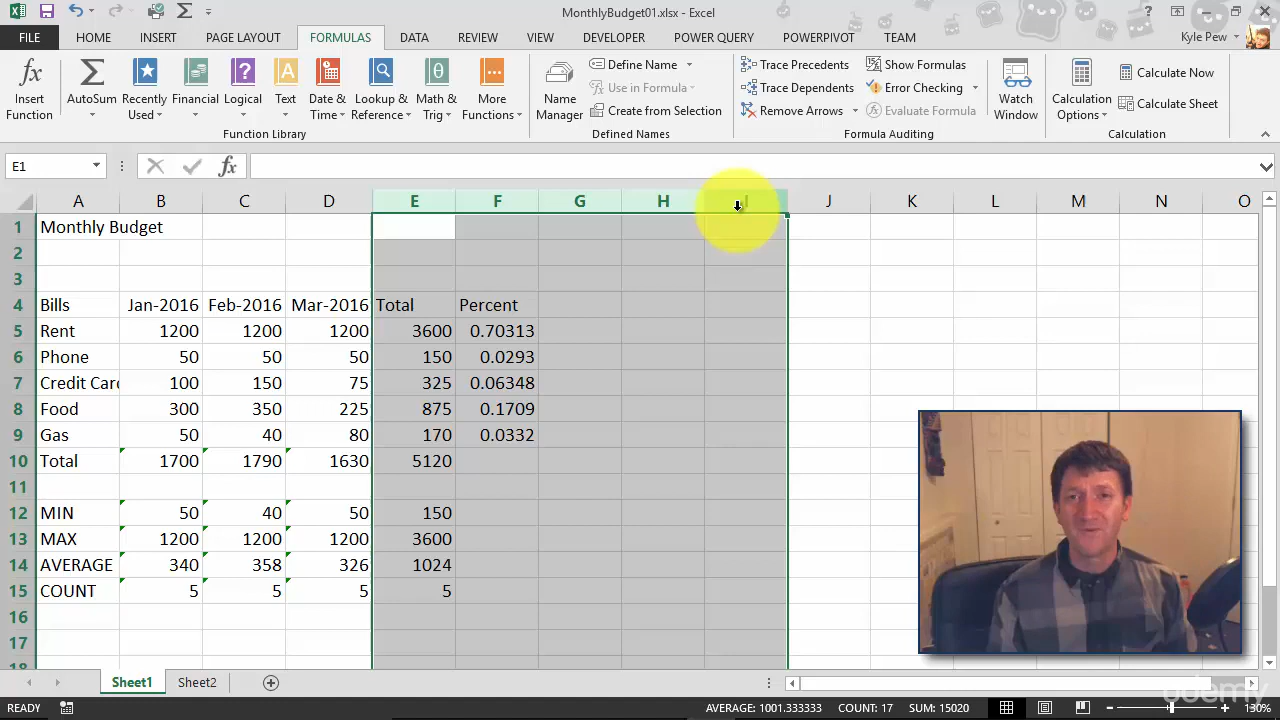 MonthlyBudget01.xlsx - Excel
FILE HOME INSERT PAGE LAYOUT FORMULAS DATA REVIEW VIEW DEVELOPER POWER QUERY POWERPIVOT TEAM Kyle Pew
Insert Function
AutoSum
Recently Used
Financial
Logical
Text
Date & Time
Lookup & Reference
Math & Trig
More Functions
Function Library
Name Manager
Define Name
Use in Formula
Create from Selection
Defined Names
Trace Precedents
Trace Dependents
Remove Arrows
Show Formulas
Error Checking
Evaluate Formula
Formula Auditing
Watch Window
Calculation Options
Calculate Now
Calculate Sheet
Calculation
E1 fx
A B C D E F G H I J K L M N O
1 Monthly Budget
2
3
4 Bills Jan-2016 Feb-2016 Mar-2016 Total Percent
5 Rent 1200 1200 1200 3600 0.70313
6 Phone 50 50 50 150 0.0293
7 Credit Card 100 150 75 325 0.06348
8 Food 300 350 225 875 0.1709
9 Gas 50 40 80 170 0.0332
10 Total 1700 1790 1630 5120
11
12 MIN 50 40 50 150
13 MAX 1200 1200 1200 3600
14 AVERAGE 340 358 326 1024
15 COUNT 5 5 5 5
16
17
18
Sheet1 Sheet2
udemy
READY AVERAGE: 1001.333333 COUNT: 17 SUM: 15020 130%